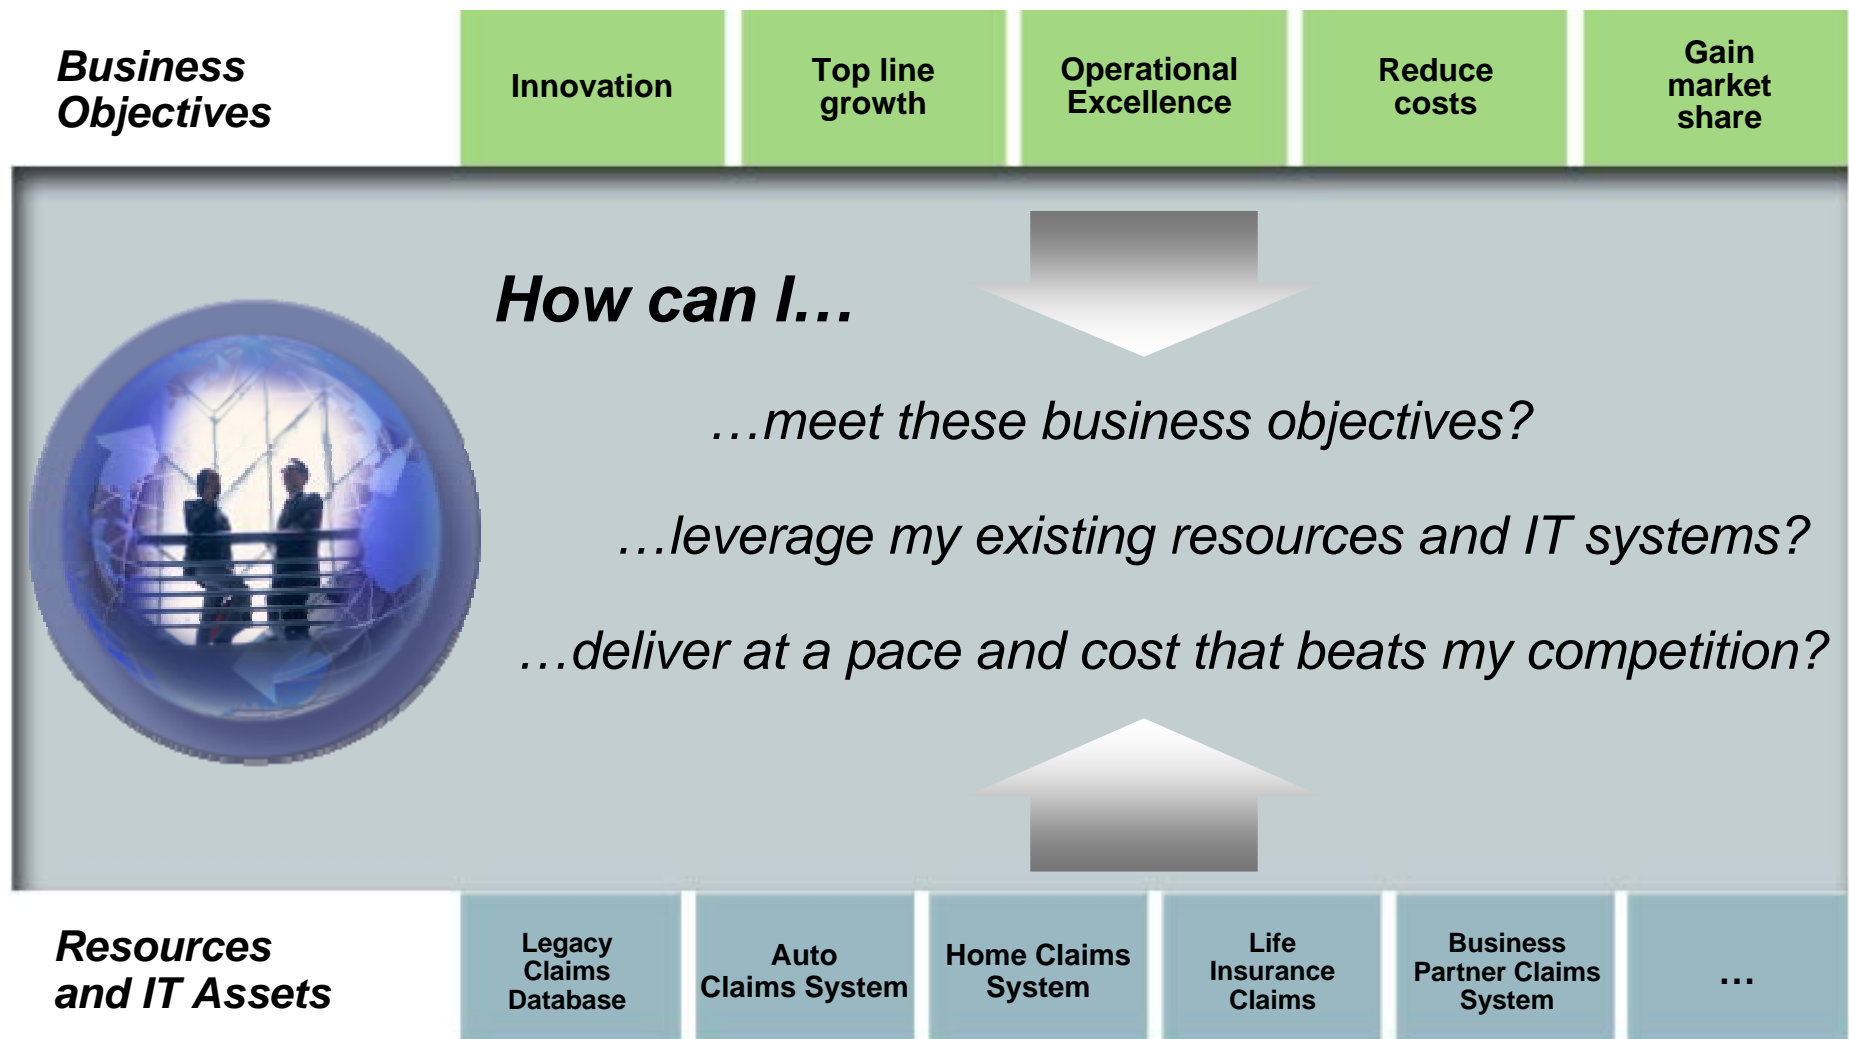 Business
Objectives
Innovation
Top line
growth
Operational
Excellence
Reduce
costs
Gain
market
share
How can I…
…meet these business objectives?
…leverage my existing resources and IT systems?
…deliver at a pace and cost that beats my competition?
Resources
and IT Assets
Legacy
Claims
Database
Auto
Claims System
Home Claims
System
Life
Insurance
Claims
Business
Partner Claims
System
…